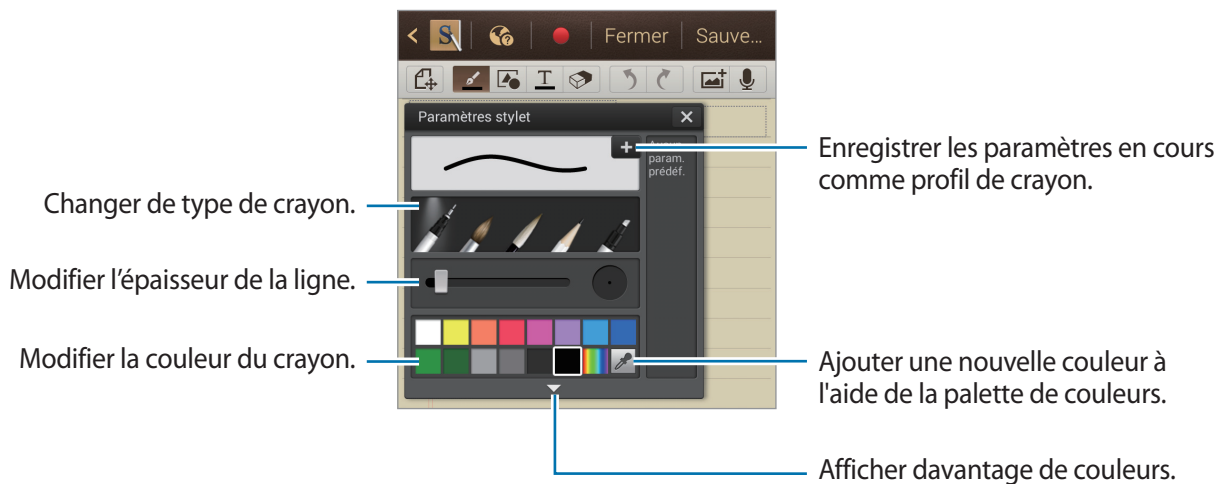 Fermer
Sauve...
Paramètres stylet
param.
prédéf.
Enregistrer les paramètres en cours
comme profil de crayon.
Changer de type de crayon.
Modifier l’épaisseur de la ligne.
Modifier la couleur du crayon.
Ajouter une nouvelle couleur à
l'aide de la palette de couleurs.
Afficher davantage de couleurs.